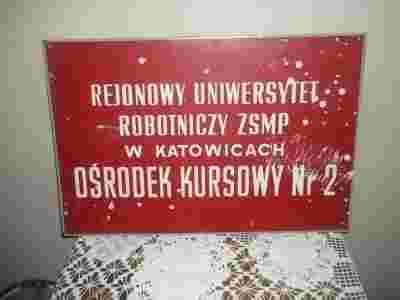 REJONOWY UNIWERSYTET
ROBOTNICZY ZSMP
W KATOWICACH
OŚRODEK KURSOWY Nr 2